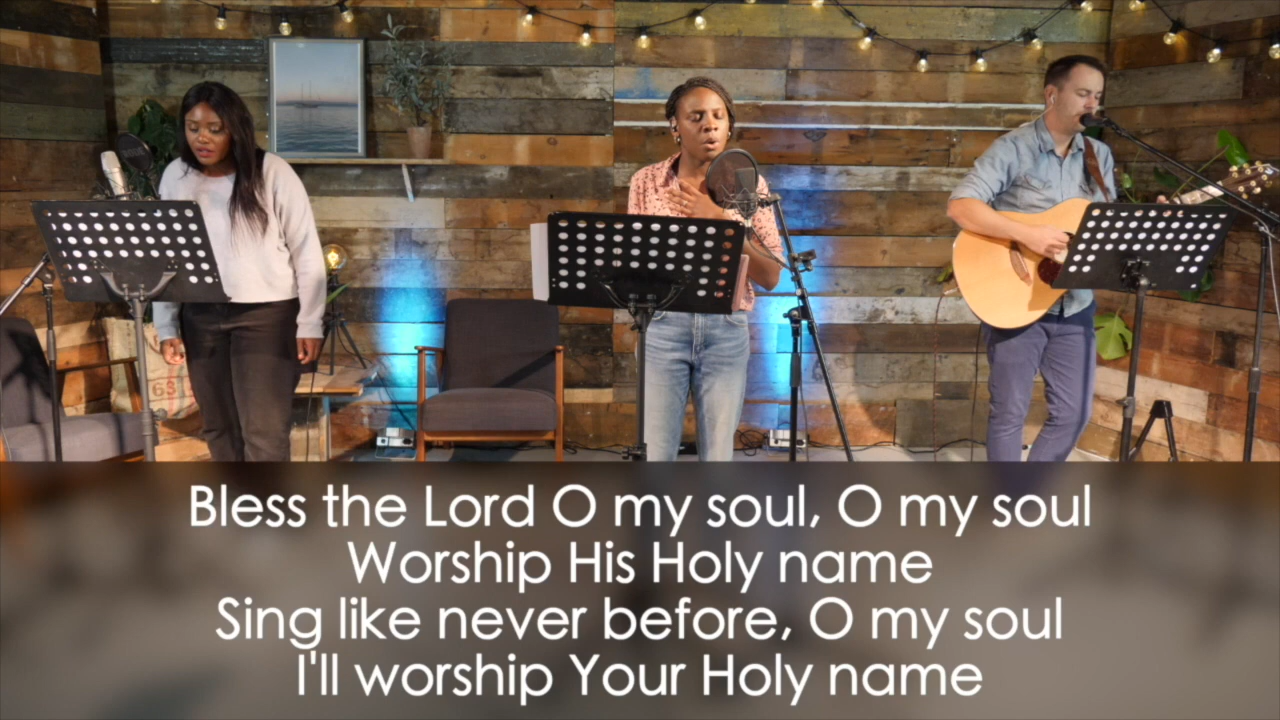 631
Bless the Lord O my soul, O my soul
Worship His Holy name
Sing like never before, O my soul
I'll worship Your Holy name